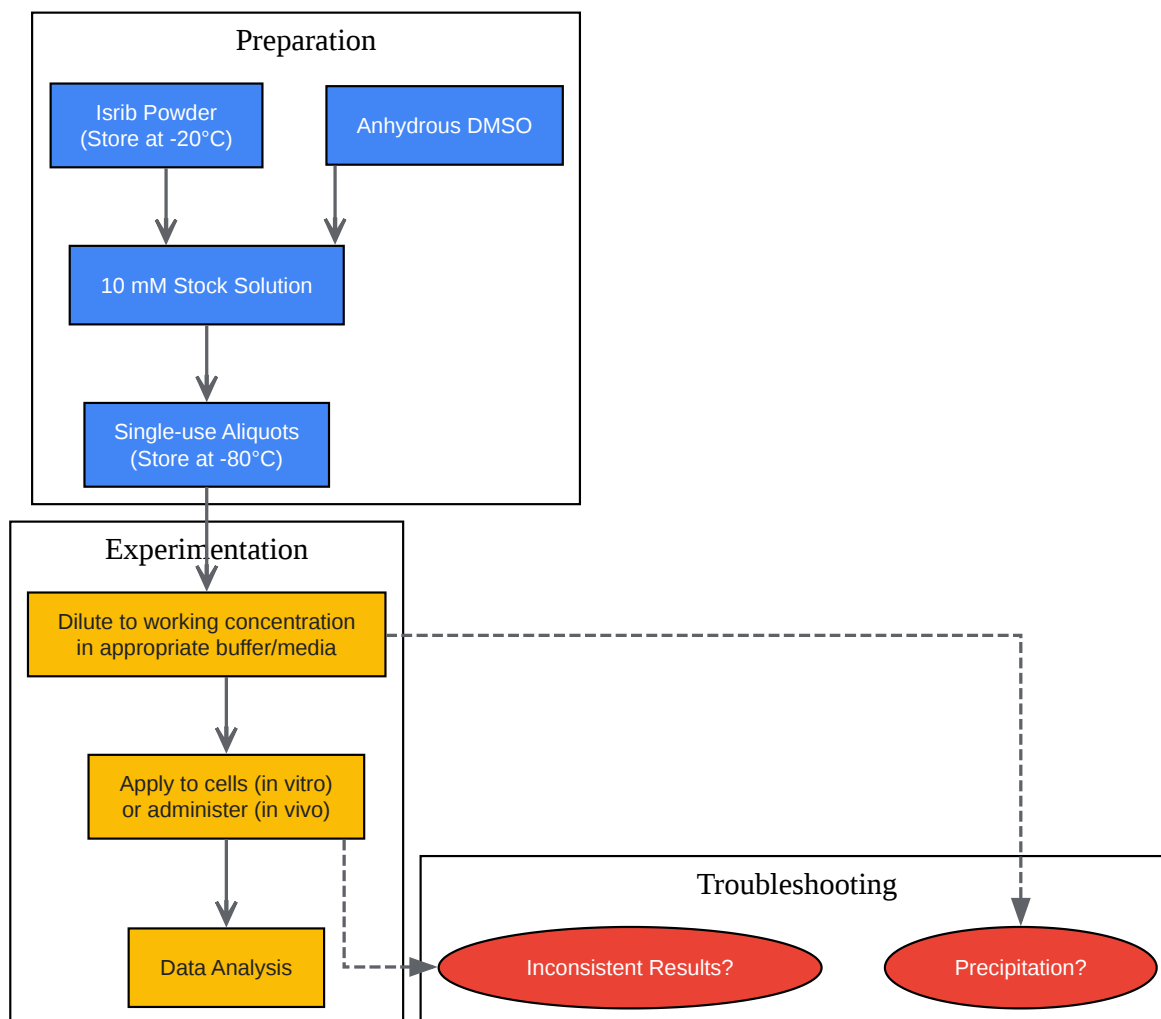 Preparation
Isrib Powder
(Store at -20°C)
Anhydrous DMSO
10 mM Stock Solution
Single-use Aliquots
(Store at -80°C)
Experimentation
Dilute to working concentration
in appropriate buffer/media
Apply to cells (in vitro)
or administer (in vivo)
Data Analysis
Troubleshooting
Inconsistent Results?
Precipitation?